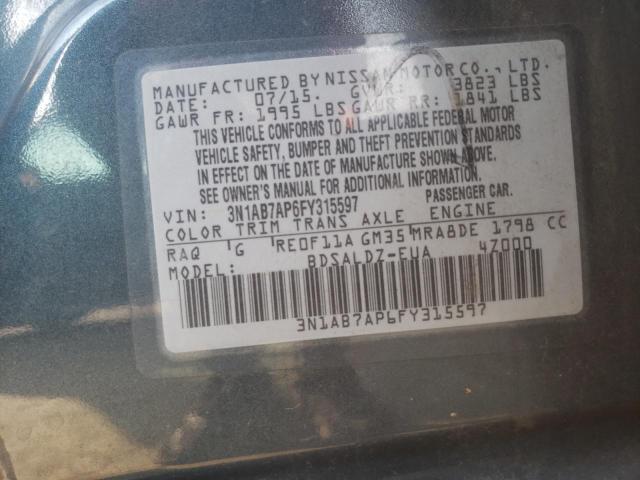 MANUFACTURED BY NISSAN MOTOR CO., LTD.
DATE: 07/15. GVWR: 3823 LBS
GAWR FR: 1995 LBS GAWR RR: 1841 LBS
THIS VEHICLE CONFORMS TO ALL APPLICABLE FEDERAL MOTOR
VEHICLE SAFETY, BUMPER AND THEFT PREVENTION STANDARDS
IN EFFECT ON THE DATE OF MANUFACTURE SHOWN ABOVE.
SEE OWNER'S MANUAL FOR ADDITIONAL INFORMATION.
VIN: 3N1AB7AP6FY315597 PASSENGER CAR.
COLOR TRIM TRANS AXLE ENGINE
RAQ G RE0F11A GM35 MRA8DE 1798 CC
MODEL: BDSALDZ-EUA 4Z000
3N1AB7AP6FY315597